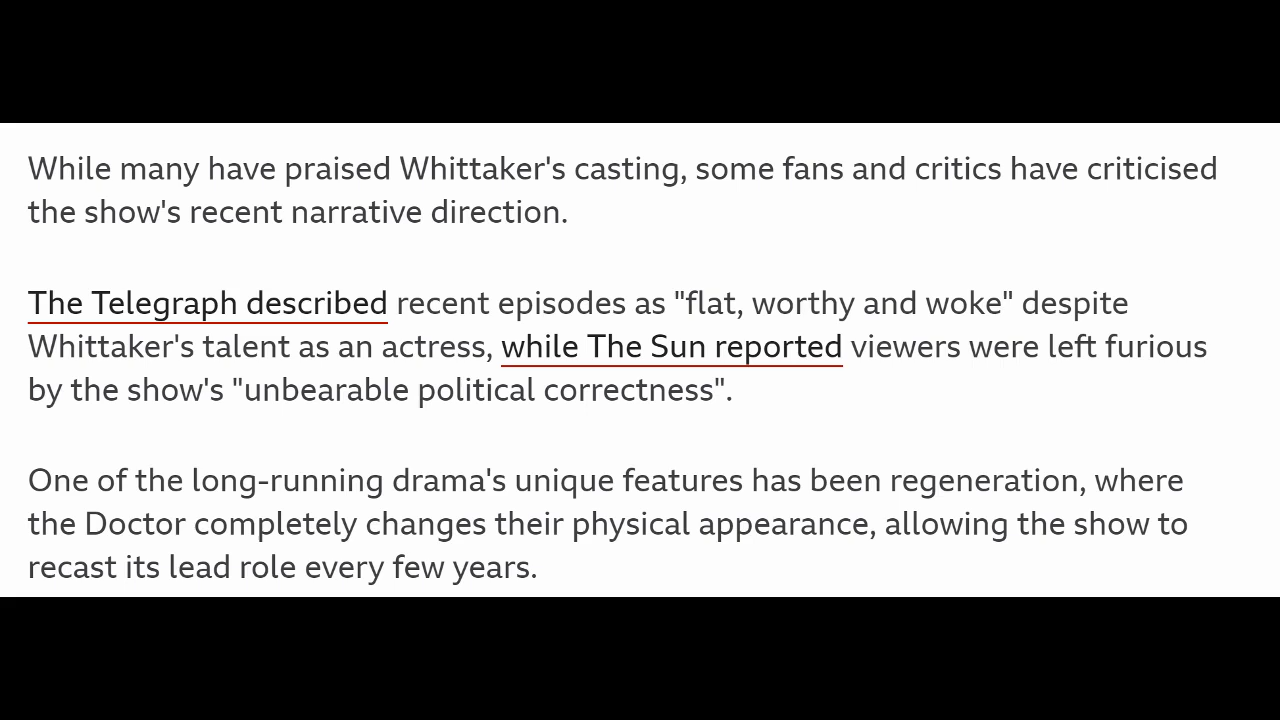 While many have praised Whittaker's casting, some fans and critics have criticised
the show's recent narrative direction.
The Telegraph described recent episodes as "flat, worthy and woke" despite
Whittaker's talent as an actress, while The Sun reported viewers were left furious
by the show's "unbearable political correctness".
One of the long-running drama's unique features has been regeneration, where
the Doctor completely changes their physical appearance, allowing the show to
recast its lead role every few years.